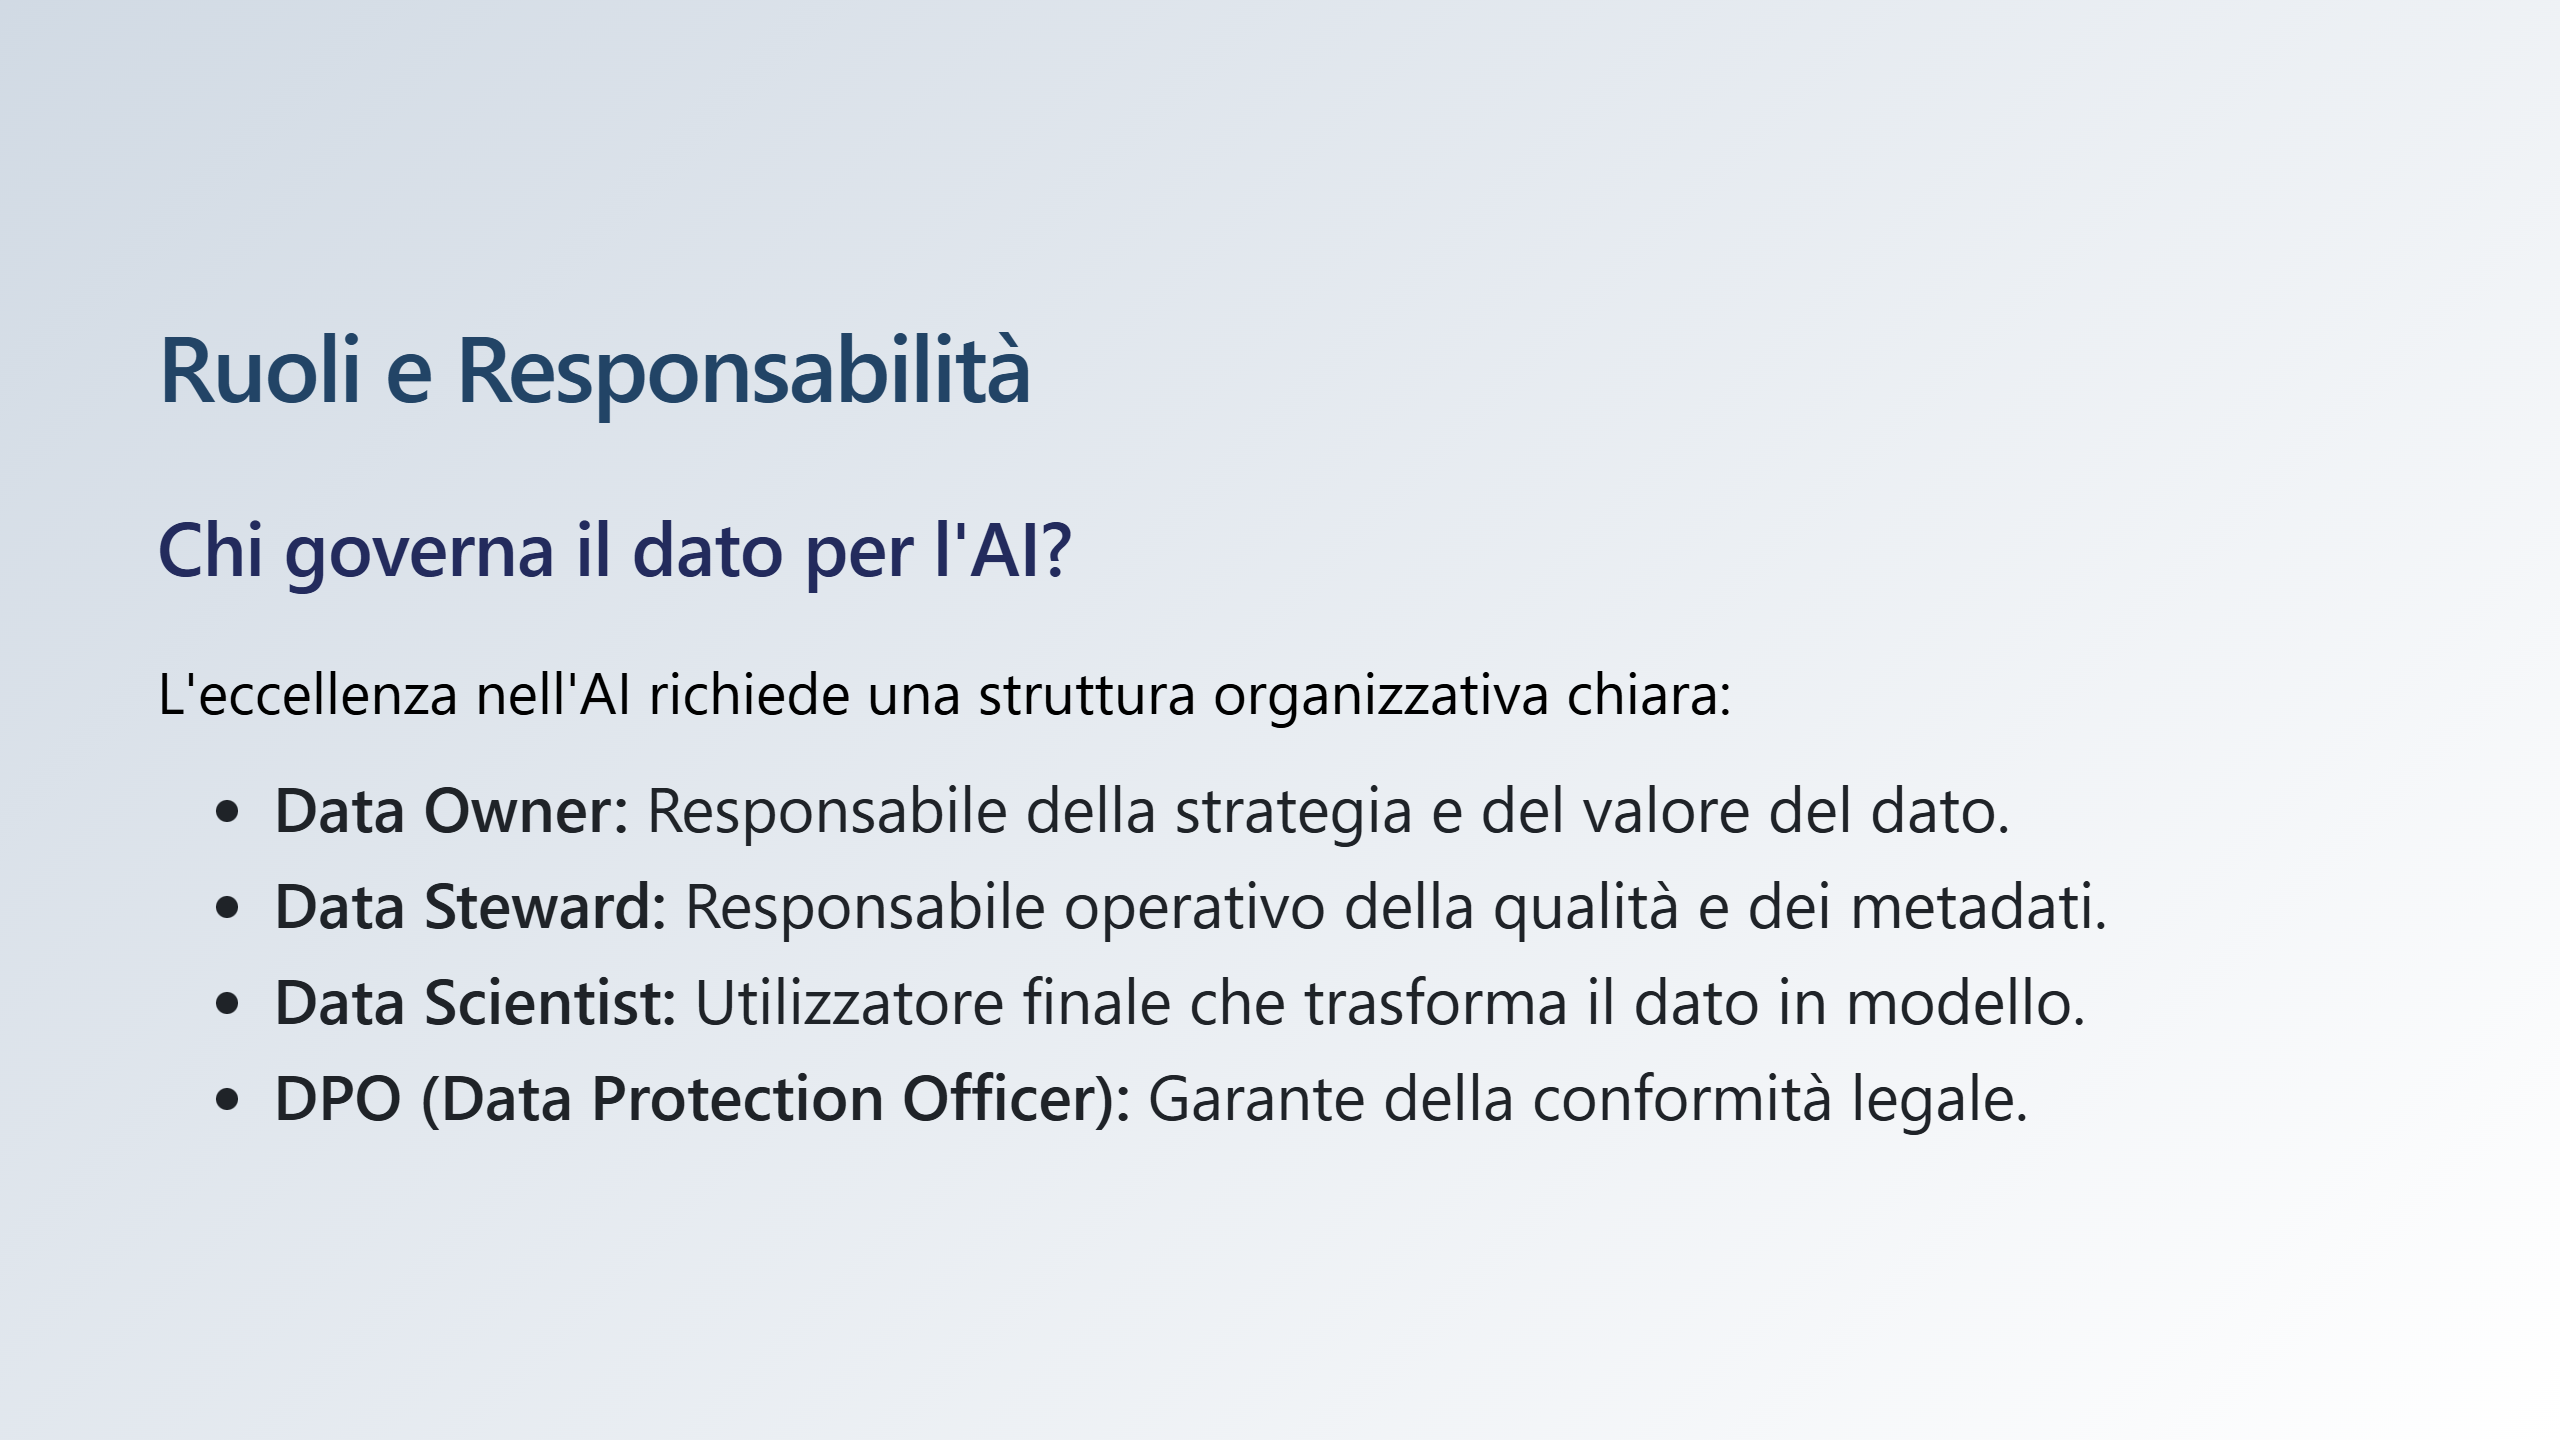 Ruoli e Responsabilità
Chi governa il dato per l'AI?
L'eccellenza nell'AI richiede una struttura organizzativa chiara:
• Data Owner: Responsabile della strategia e del valore del dato.
• Data Steward: Responsabile operativo della qualità e dei metadati.
• Data Scientist: Utilizzatore finale che trasforma il dato in modello.
• DPO (Data Protection Officer): Garante della conformità legale.